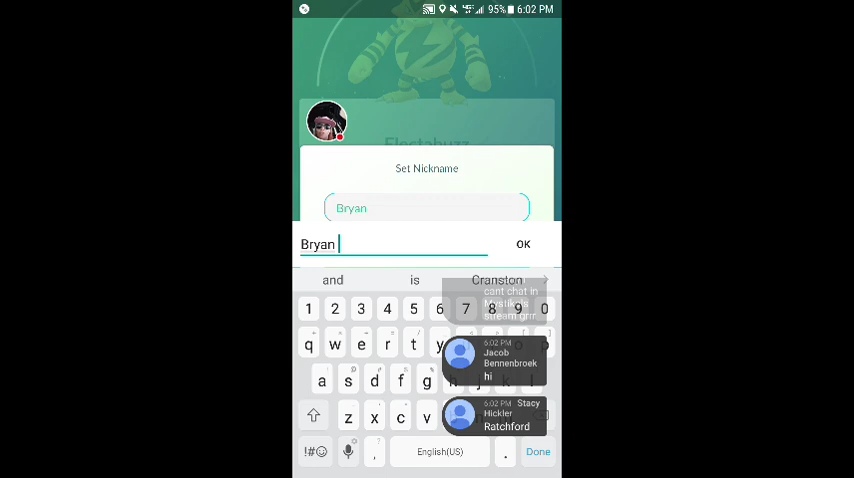 95% 6:02 PM
Electabuzz
Set Nickname
Bryan
Bryan
OK
and is Cranston
cant chat in
Mystikels
stream grrr
1 2 3 4 5 6 7 8 9 0
q w e r t y o p
6:02 PM
Jacob
Bennenbroek
hi
a s d f g h j k l
6:02 PM Stacy
Hickler
Ratchford
z x c v
!#☺ , English(US) . Done